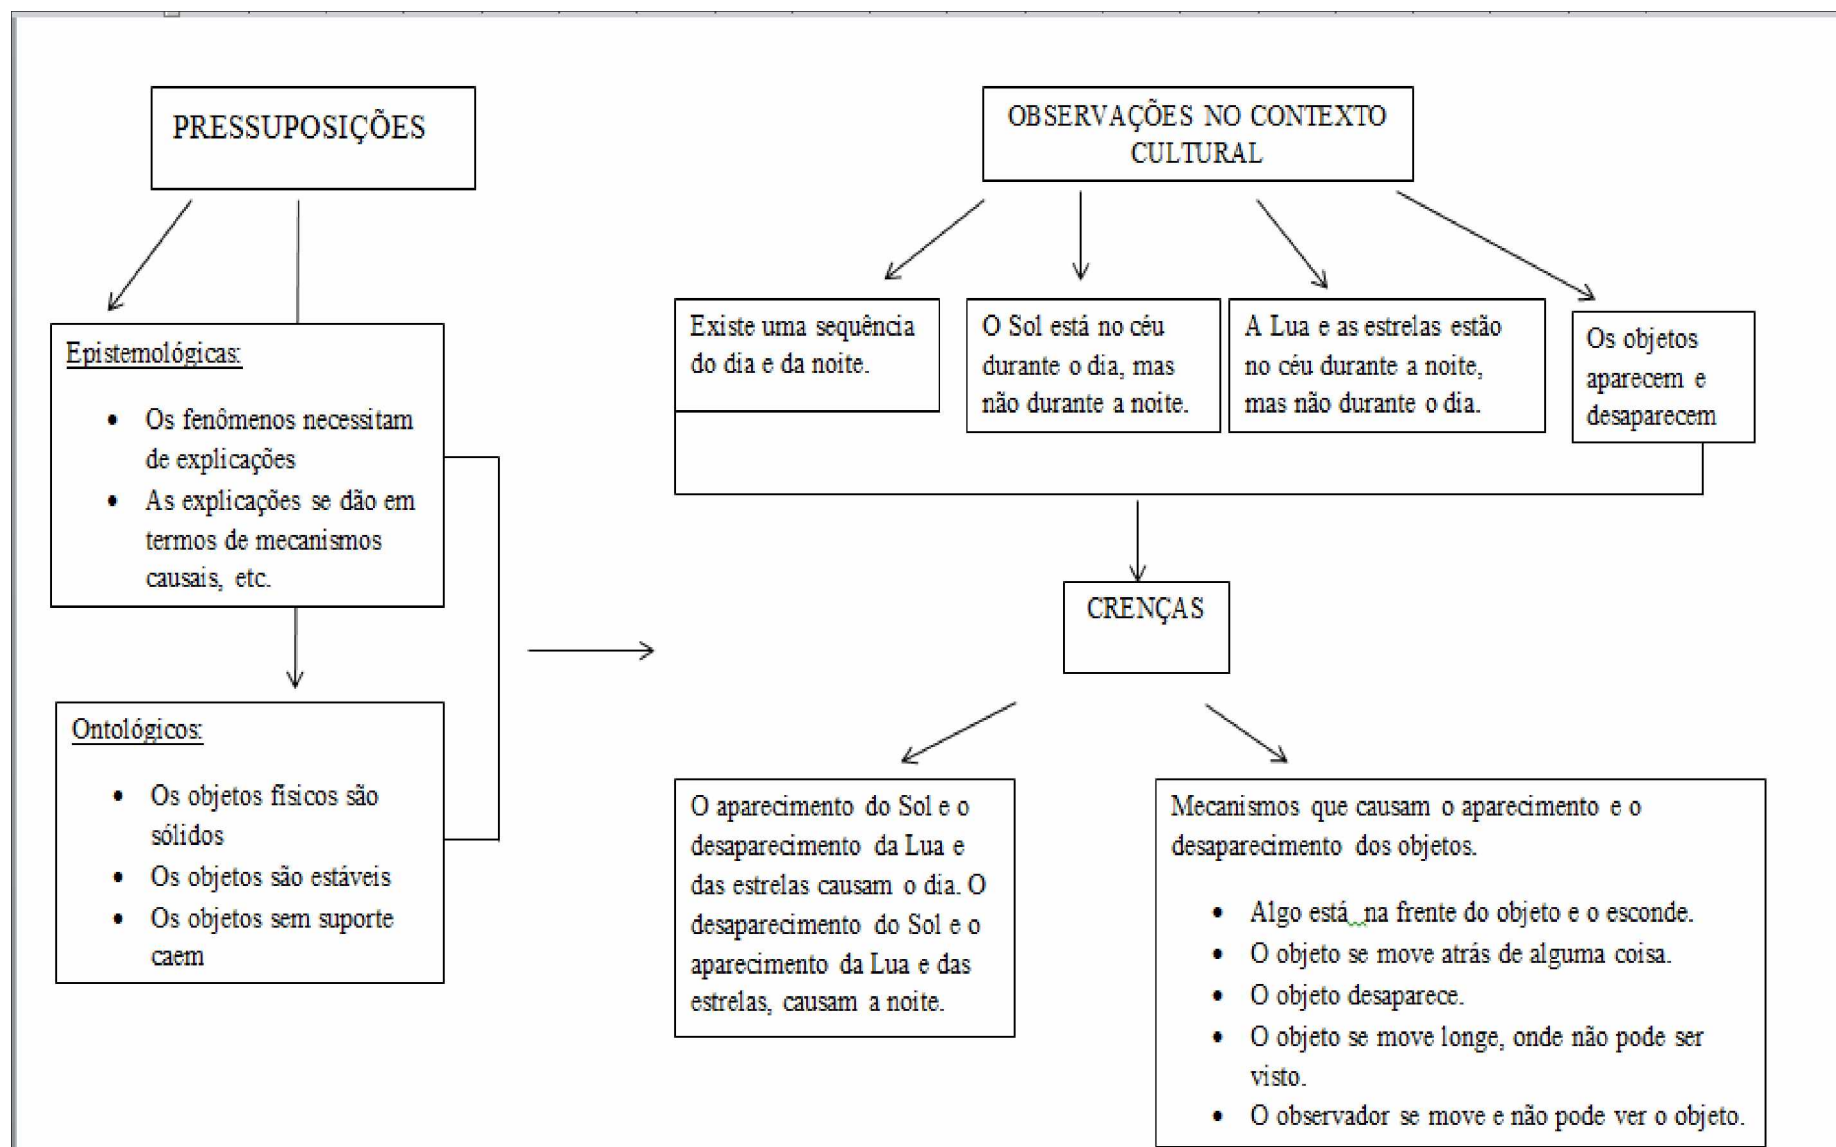 PRESSUPOSIÇÕES
Epistemológicas:
• Os fenômenos necessitam
de explicações
• As explicações se dão em
termos de mecanismos
causais, etc.
Ontológicos:
• Os objetos físicos são
sólidos
• Os objetos são estáveis
• Os objetos sem suporte
caem
OBSERVAÇÕES NO CONTEXTO
CULTURAL
Existe uma sequência
do dia e da noite.
O Sol está no céu
durante o dia, mas
não durante a noite.
A Lua e as estrelas estão
no céu durante a noite,
mas não durante o dia.
Os objetos
aparecem e
desaparecem
CRENÇAS
O aparecimento do Sol e o
desaparecimento da Lua e
das estrelas causam o dia. O
desaparecimento do Sol e o
aparecimento da Lua e das
estrelas, causam a noite.
Mecanismos que causam o aparecimento e o
desaparecimento dos objetos.
• Algo está na frente do objeto e o esconde.
• O objeto se move atrás de alguma coisa.
• O objeto desaparece.
• O objeto se move longe, onde não pode ser
visto.
• O observador se move e não pode ver o objeto.